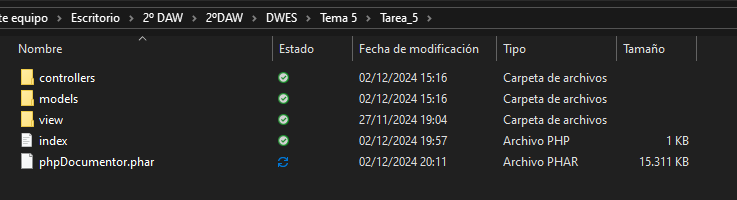 te equipo > Escritorio > 2º DAW > 2ºDAW > DWES > Tema 5 > Tarea_5
Nombre Estado Fecha de modificación Tipo Tamaño
controllers 02/12/2024 15:16 Carpeta de archivos
models 02/12/2024 15:16 Carpeta de archivos
view 27/11/2024 19:04 Carpeta de archivos
index 02/12/2024 19:57 Archivo PHP 1 KB
phpDocumentor.phar 02/12/2024 20:11 Archivo PHAR 15.311 KB